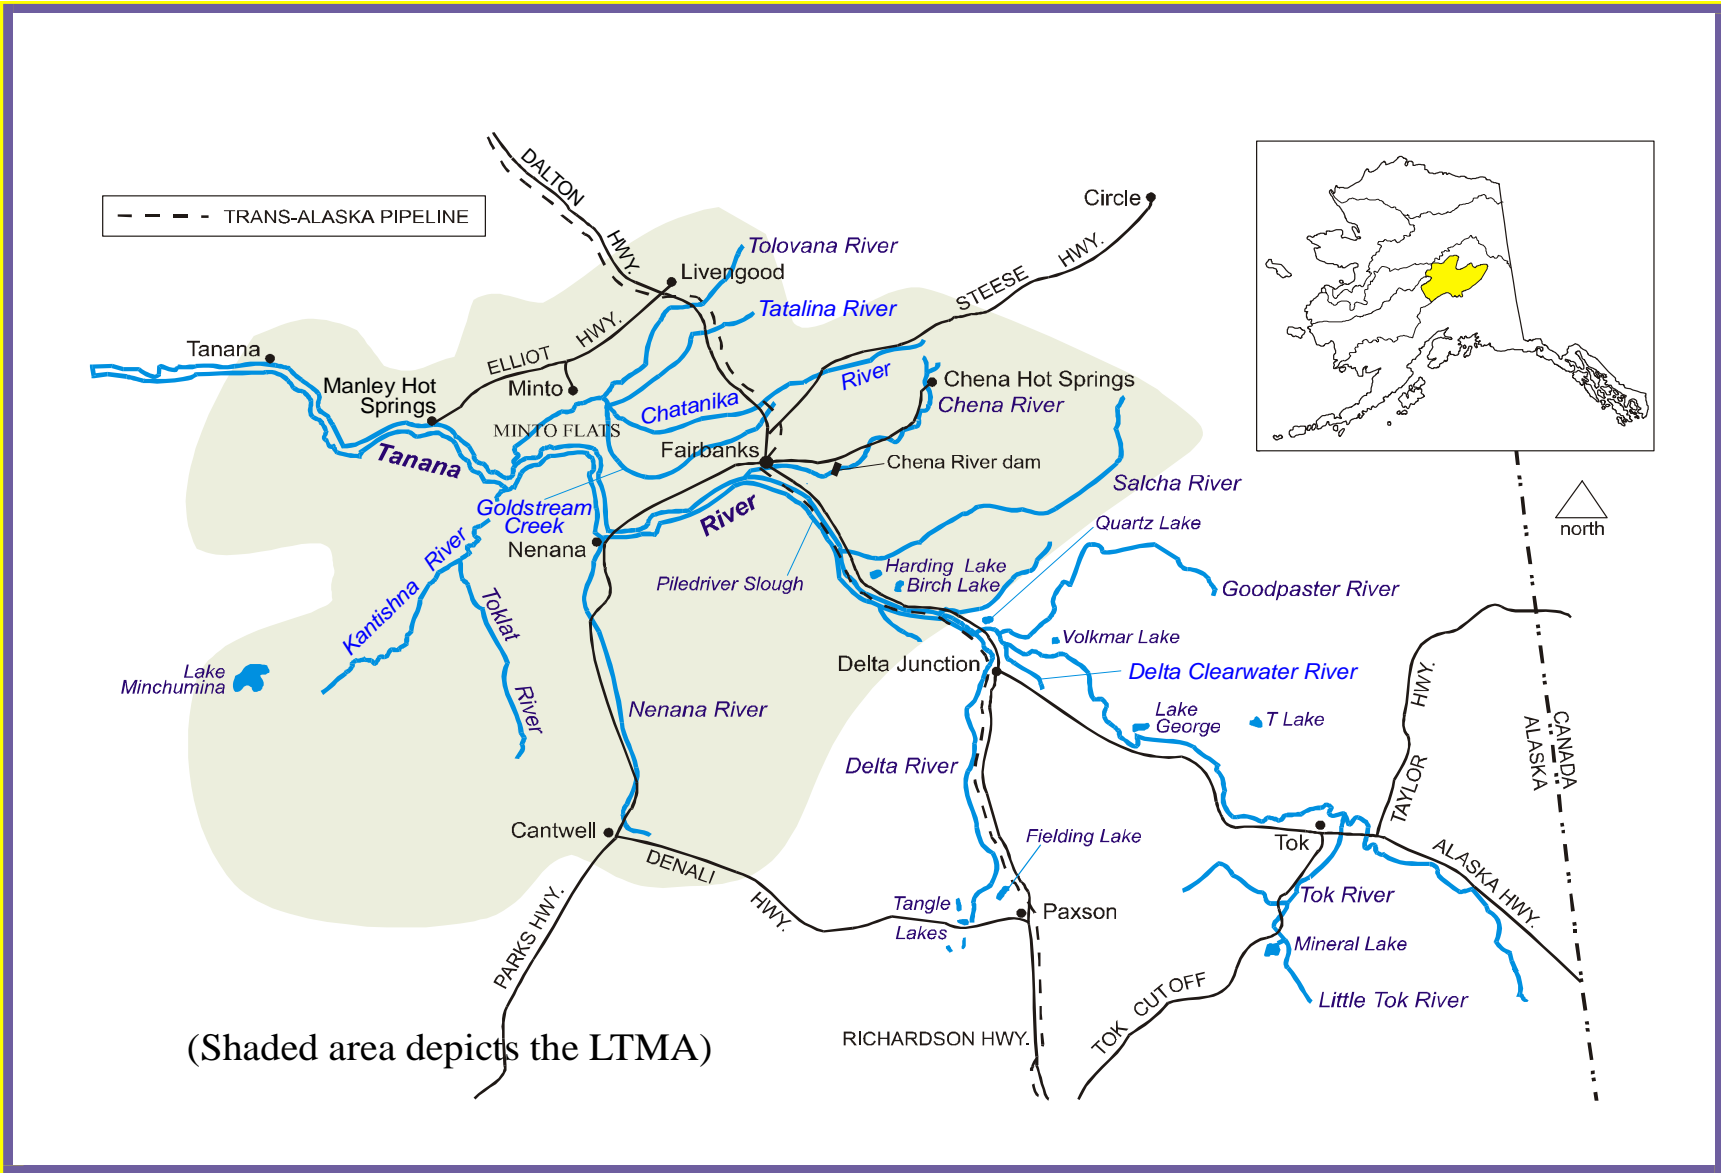 DALTON
HWY.
Circle
TRANS-ALASKA PIPELINE
Tolovana River
Livengood
STEESE
HWY.
Tatalina River
Tanana
ELLIOT
HWY.
Manley Hot
Springs
Minto
River
Chena Hot Springs
Chatanika
Chena River
MINTO FLATS
Tanana
Fairbanks
Chena River dam
Salcha River
Goldstream
Creek
River
Quartz Lake
north
Nenana
Kantishna
River
Piledriver Slough
Harding Lake
Birch Lake
Goodpaster River
Toklat
River
Volkmar Lake
Delta Junction
Delta Clearwater River
Lake
Minchumina
Nenana River
Lake
George
T Lake
TAYLOR
HWY.
CANADA
ALASKA
Delta River
Cantwell
DENALI
HWY.
Fielding Lake
Tok
ALASKA HWY.
Tok River
Tangle
Lakes
Paxson
PARKS HWY.
Mineral Lake
Little Tok River
TOK
CUT OFF
RICHARDSON HWY.
(Shaded area depicts the LTMA)